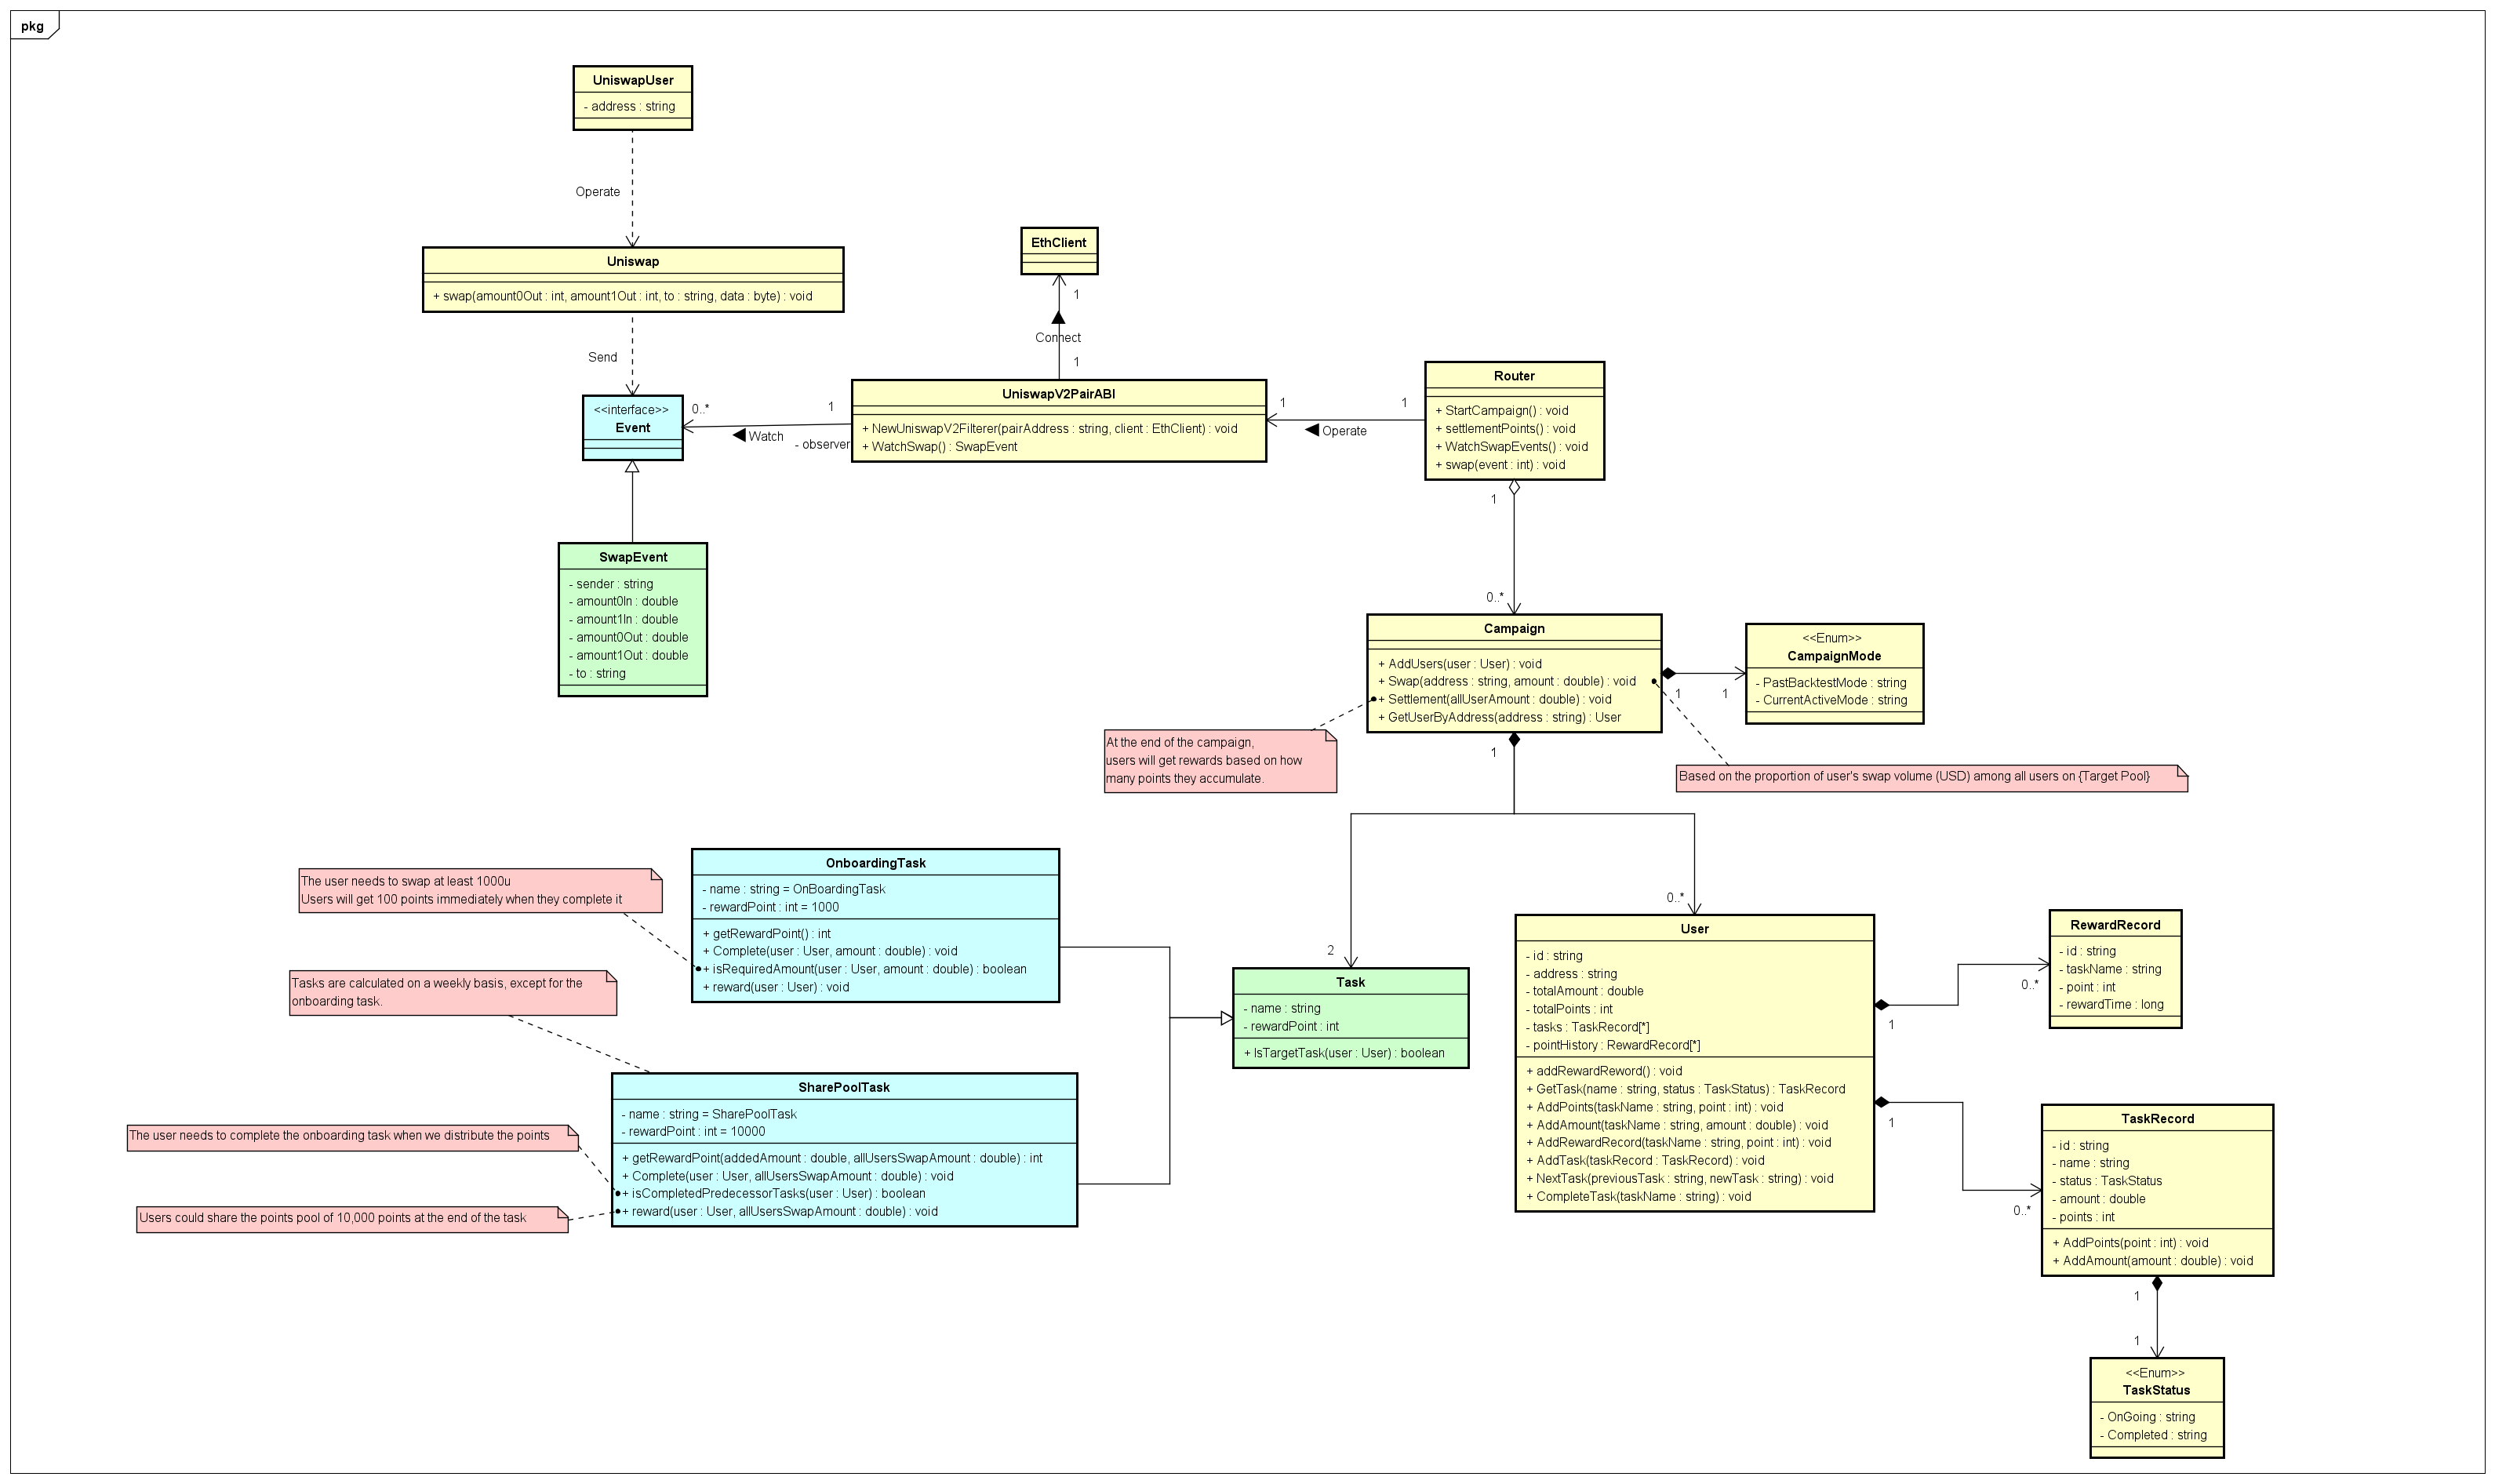 pkg
UniswapUser
- address : string
Operate
Uniswap
+ swap(amount0Out : int, amount1Out : int, to : string, data : byte) : void
Send
<<interface>>
Event
0..*
1
Watch
- observer
EthClient
1
Connect
1
UniswapV2PairABI
+ NewUniswapV2Filterer(pairAddress : string, client : EthClient) : void
+ WatchSwap() : SwapEvent
1
1
Operate
Router
+ StartCampaign() : void
+ settlementPoints() : void
+ WatchSwapEvents() : void
+ swap(event : int) : void
1
0..*
SwapEvent
- sender : string
- amount0In : double
- amount1In : double
- amount0Out : double
- amount1Out : double
- to : string
Campaign
+ AddUsers(user : User) : void
+ Swap(address : string, amount : double) : void
+ Settlement(allUserAmount : double) : void
+ GetUserByAddress(address : string) : User
1
1
<<Enum>>
CampaignMode
- PastBacktestMode : string
- CurrentActiveMode : string
At the end of the campaign,
users will get rewards based on how
many points they accumulate.
1
Based on the proportion of user's swap volume (USD) among all users on {Target Pool}
The user needs to swap at least 1000u
Users will get 100 points immediately when they complete it
OnboardingTask
- name : string = OnBoardingTask
- rewardPoint : int = 1000
+ getRewardPoint() : int
+ Complete(user : User, amount : double) : void
+ isRequiredAmount(user : User, amount : double) : boolean
+ reward(user : User) : void
Tasks are calculated on a weekly basis, except for the
onboarding task.
2
Task
- name : string
- rewardPoint : int
+ IsTargetTask(user : User) : boolean
0..*
User
- id : string
- address : string
- totalAmount : double
- totalPoints : int
- tasks : TaskRecord[*]
- pointHistory : RewardRecord[*]
+ addRewardReword() : void
+ GetTask(name : string, status : TaskStatus) : TaskRecord
+ AddPoints(taskName : string, point : int) : void
+ AddAmount(taskName : string, amount : double) : void
+ AddRewardRecord(taskName : string, point : int) : void
+ AddTask(taskRecord : TaskRecord) : void
+ NextTask(previousTask : string, newTask : string) : void
+ CompleteTask(taskName : string) : void
1
0..*
RewardRecord
- id : string
- taskName : string
- point : int
- rewardTime : long
SharePoolTask
- name : string = SharePoolTask
- rewardPoint : int = 10000
+ getRewardPoint(addedAmount : double, allUsersSwapAmount : double) : int
+ Complete(user : User, allUsersSwapAmount : double) : void
+ isCompletedPredecessorTasks(user : User) : boolean
+ reward(user : User, allUsersSwapAmount : double) : void
The user needs to complete the onboarding task when we distribute the points
Users could share the points pool of 10,000 points at the end of the task
1
0..*
TaskRecord
- id : string
- name : string
- status : TaskStatus
- amount : double
- points : int
+ AddPoints(point : int) : void
+ AddAmount(amount : double) : void
1
1
<<Enum>>
TaskStatus
- OnGoing : string
- Completed : string